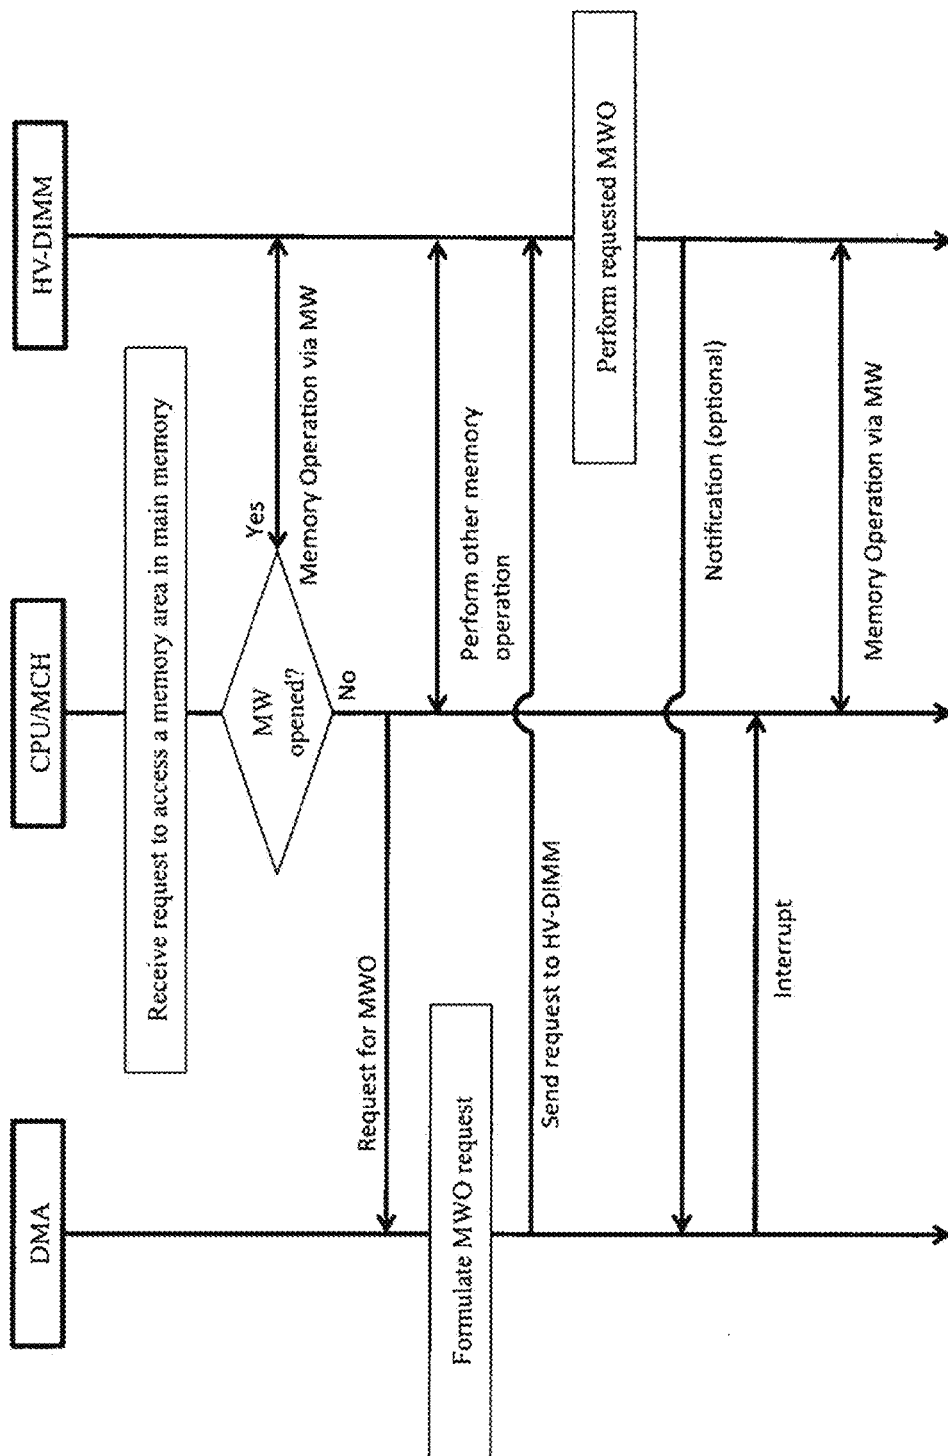 DMA
CPU/MCH
HV-DIMM
Receive request to access a memory area in main memory
MW
opened?
Yes
Memory Operation via MW
No
Request for MWO
Formulate MWO request
Perform other memory
operation
Send request to HV-DIMM
Perform requested MWO
Notification (optional)
Interrupt
Memory Operation via MW